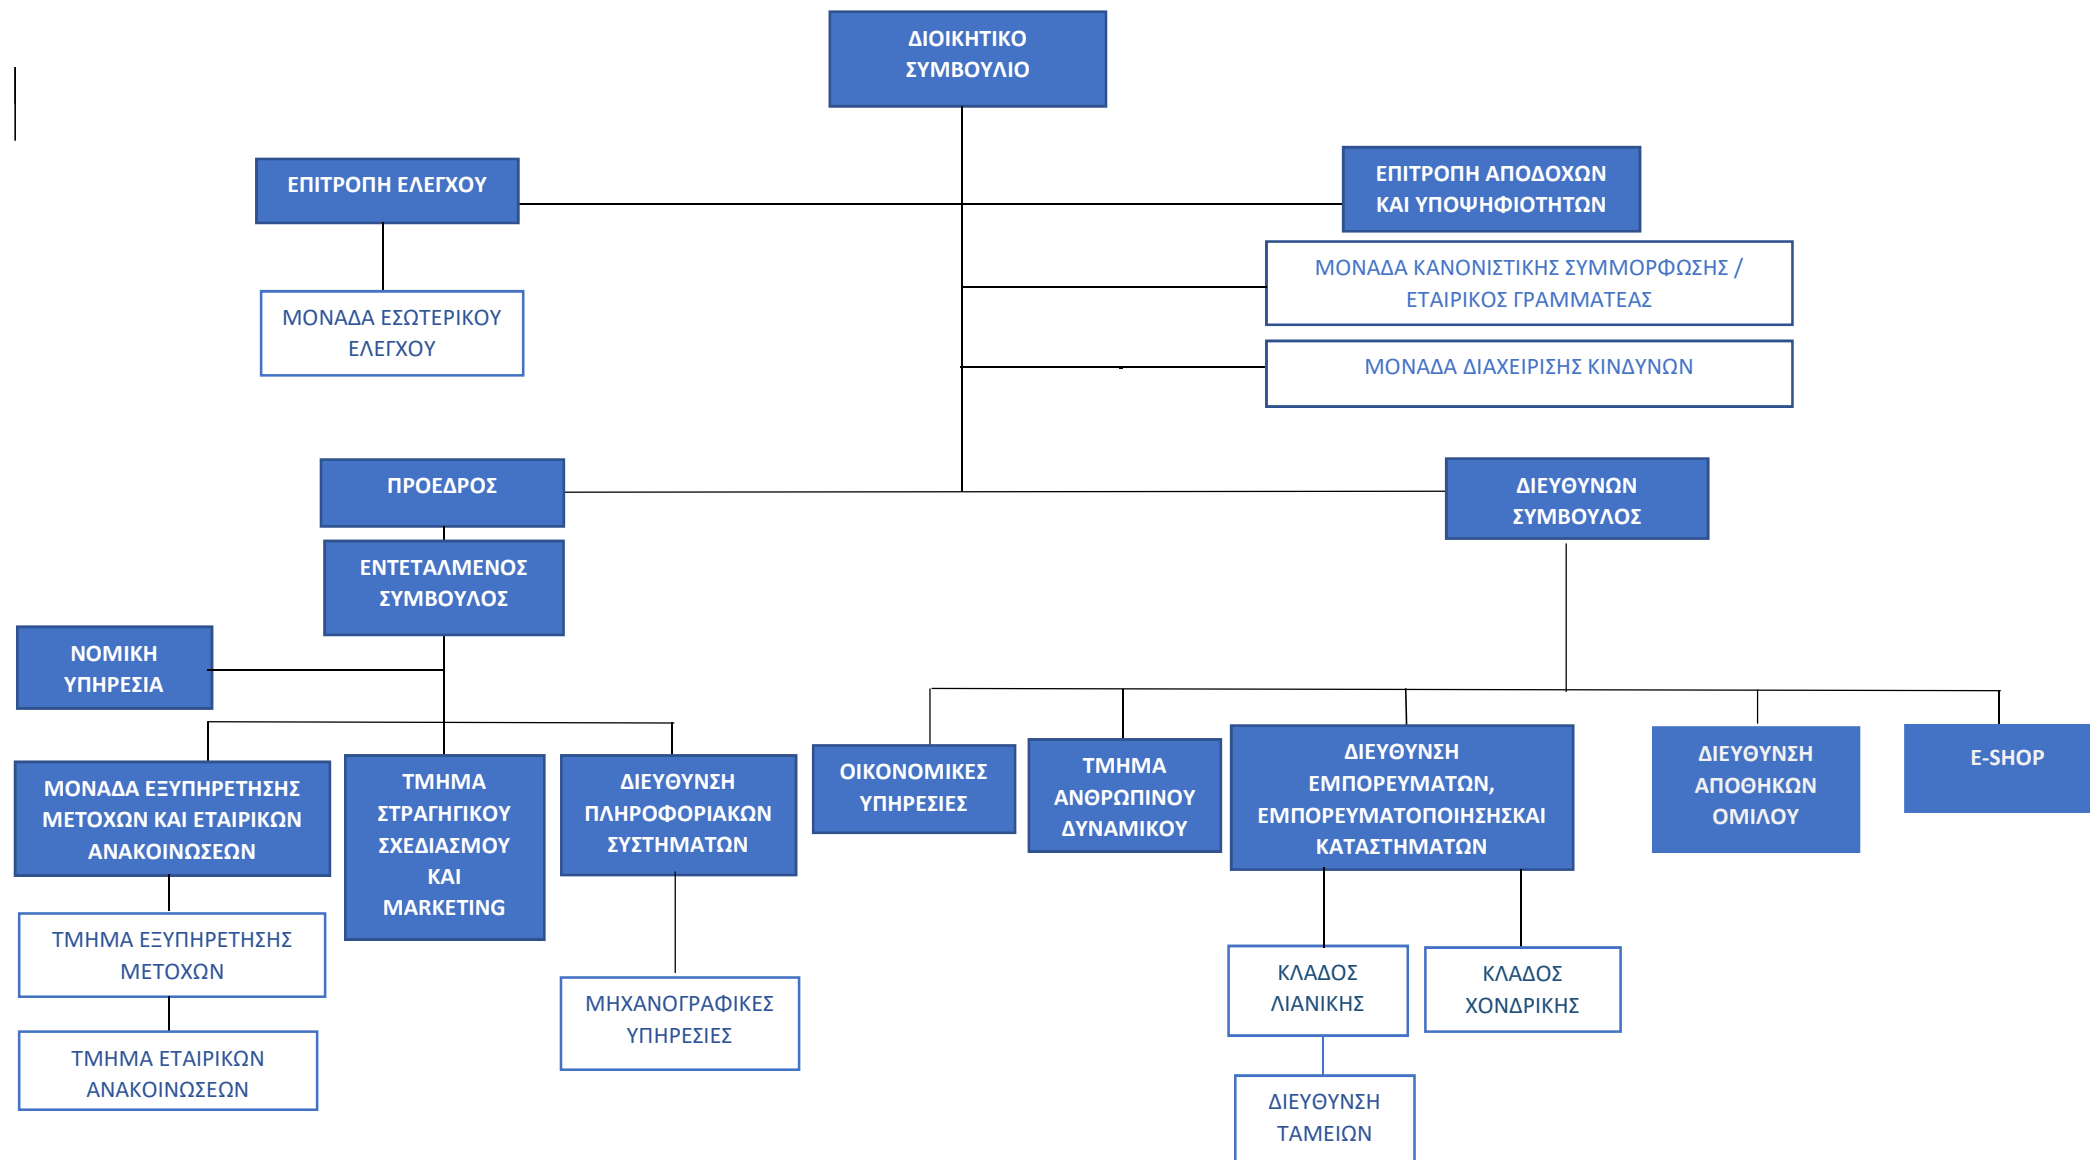 ΔΙΟΙΚΗΤΙΚΟ
ΣΥΜΒΟΥΛΙΟ
ΕΠΙΤΡΟΠΗ ΕΛΕΓΧΟΥ
ΕΠΙΤΡΟΠΗ ΑΠΟΔΟΧΩΝ
ΚΑΙ ΥΠΟΨΗΦΙΟΤΗΤΩΝ
ΜΟΝΑΔΑ ΚΑΝΟΝΙΣΤΙΚΗΣ ΣΥΜΜΟΡΦΩΣΗΣ /
ΕΤΑΙΡΙΚΟΣ ΓΡΑΜΜΑΤΕΑΣ
ΜΟΝΑΔΑ ΕΣΩΤΕΡΙΚΟΥ
ΕΛΕΓΧΟΥ
ΜΟΝΑΔΑ ΔΙΑΧΕΙΡΙΣΗΣ ΚΙΝΔΥΝΩΝ
ΠΡΟΕΔΡΟΣ
ΔΙΕΥΘΥΝΩΝ
ΣΥΜΒΟΥΛΟΣ
ΕΝΤΕΤΑΛΜΕΝΟΣ
ΣΥΜΒΟΥΛΟΣ
ΝΟΜΙΚΗ
ΥΠΗΡΕΣΙΑ
ΜΟΝΑΔΑ ΕΞΥΠΗΡΕΤΗΣΗΣ
ΜΕΤΟΧΩΝ ΚΑΙ ΕΤΑΙΡΙΚΩΝ
ΑΝΑΚΟΙΝΩΣΕΩΝ
ΤΜΗΜΑ
ΣΤΡΑΓΗΓΙΚΟΥ
ΣΧΕΔΙΑΣΜΟΥ
ΚΑΙ
MARKETING
ΔΙΕΥΘΥΝΣΗ
ΠΛΗΡΟΦΟΡΙΑΚΩΝ
ΣΥΣΤΗΜΑΤΩΝ
ΟΙΚΟΝΟΜΙΚΕΣ
ΥΠΗΡΕΣΙΕΣ
ΤΜΗΜΑ
ΑΝΘΡΩΠΙΝΟΥ
ΔΥΝΑΜΙΚΟΥ
ΔΙΕΥΘΥΝΣΗ
ΕΜΠΟΡΕΥΜΑΤΩΝ,
ΕΜΠΟΡΕΥΜΑΤΟΠΟΙΗΣΗΣΚΑΙ
ΚΑΤΑΣΤΗΜΑΤΩΝ
ΔΙΕΥΘΥΝΣΗ
ΑΠΟΘΗΚΩΝ
ΟΜΙΛΟΥ
E-SHOP
ΤΜΗΜΑ ΕΞΥΠΗΡΕΤΗΣΗΣ
ΜΕΤΟΧΩΝ
ΤΜΗΜΑ ΕΤΑΙΡΙΚΩΝ
ΑΝΑΚΟΙΝΩΣΕΩΝ
ΜΗΧΑΝΟΓΡΑΦΙΚΕΣ
ΥΠΗΡΕΣΙΕΣ
ΚΛΑΔΟΣ
ΛΙΑΝΙΚΗΣ
ΚΛΑΔΟΣ
ΧΟΝΔΡΙΚΗΣ
ΔΙΕΥΘΥΝΣΗ
ΤΑΜΕΙΩΝ